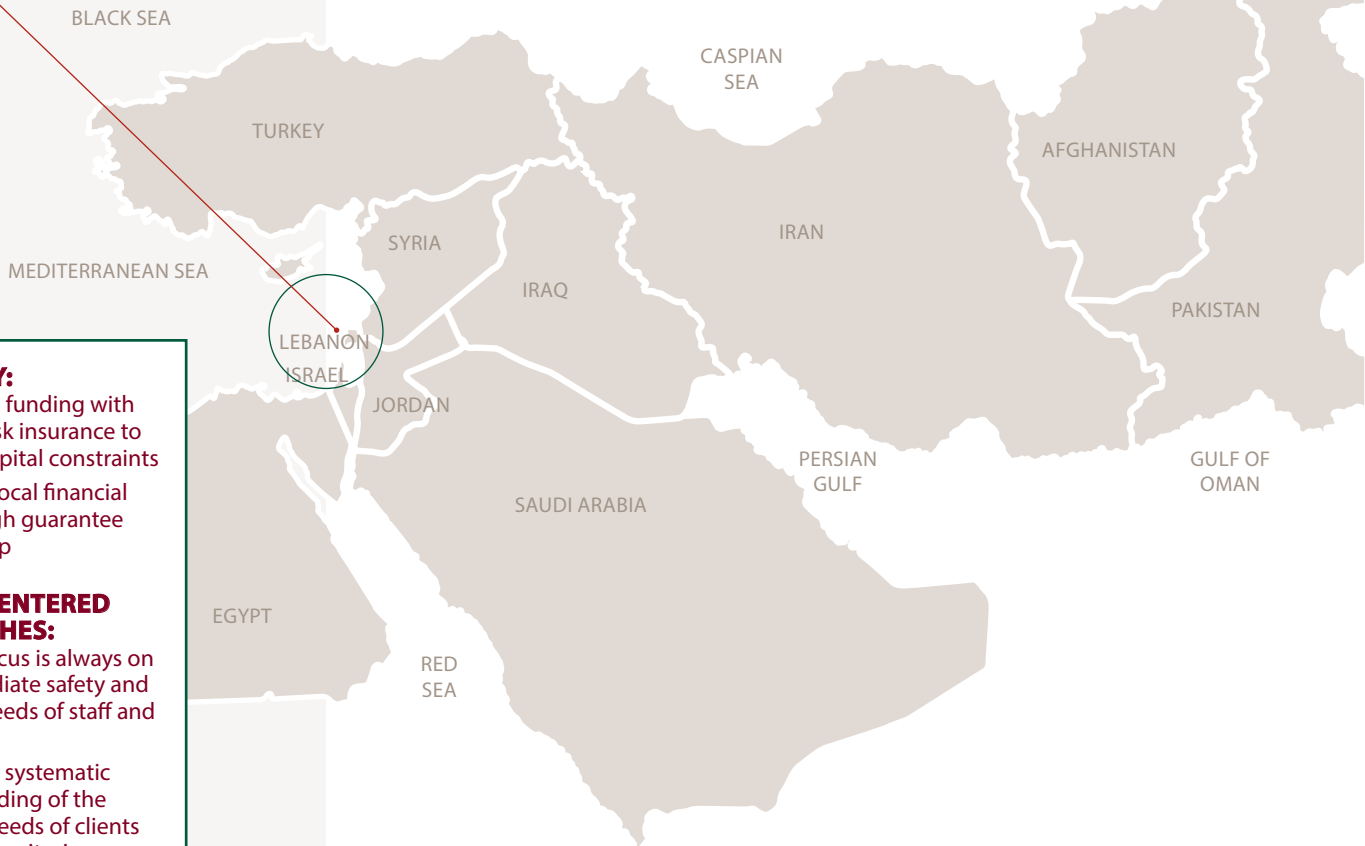 BLACK SEA
CASPIAN
SEA
TURKEY
AFGHANISTAN
IRAN
SYRIA
MEDITERRANEAN SEA
IRAQ
PAKISTAN
LEBANON
ISRAEL
JORDAN
PERSIAN
GULF
GULF OF
OMAN
SAUDI ARABIA
EGYPT
RED
SEA
Y:
funding with
sk insurance to
pital constraints
ocal financial
gh guarantee
p
ENTERED
HES:
cus is always on
diate safety and
eeds of staff and
systematic
ding of the
eeds of clients